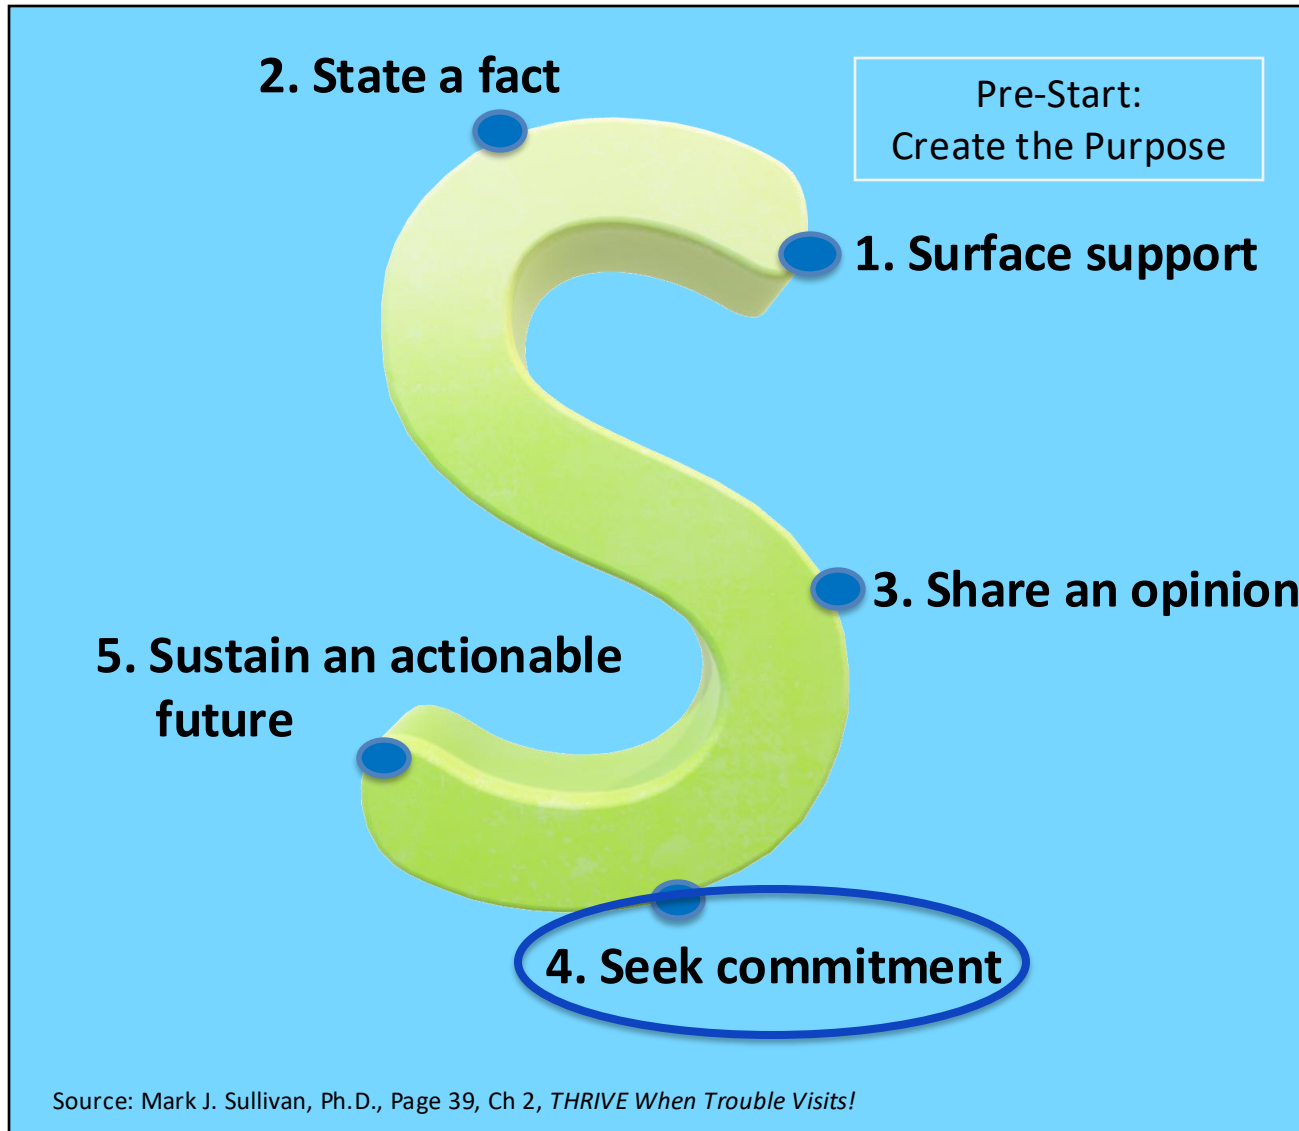 2. State a fact
Pre-Start:
Create the Purpose
1. Surface support
3. Share an opinion
5. Sustain an actionable
future
4. Seek commitment
Source: Mark J. Sullivan, Ph.D., Page 39, Ch 2, THRIVE When Trouble Visits!